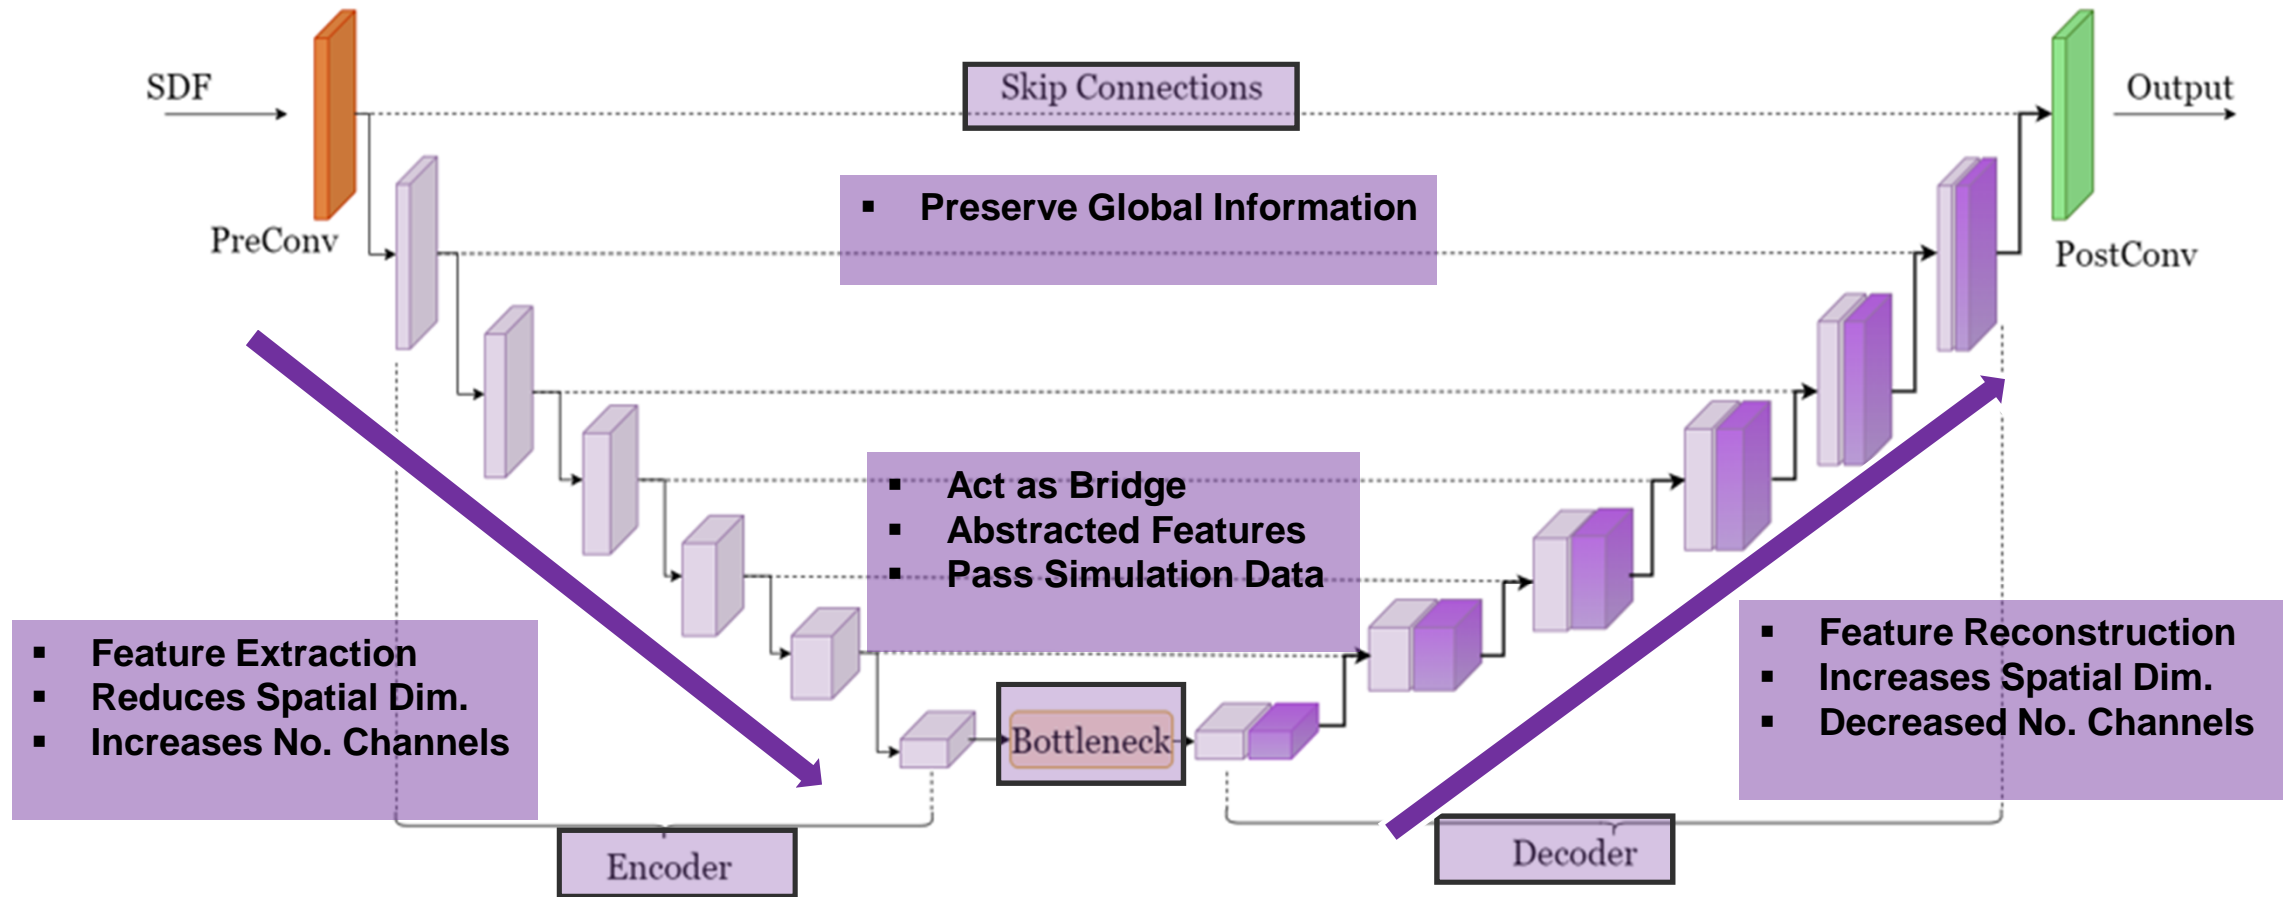 SDF
Skip Connections
Output
PreConv
▪ Preserve Global Information
PostConv
▪ Act as Bridge
▪ Abstracted Features
▪ Pass Simulation Data
▪ Feature Extraction
▪ Reduces Spatial Dim.
▪ Increases No. Channels
Bottleneck
▪ Feature Reconstruction
▪ Increases Spatial Dim.
▪ Decreased No. Channels
Encoder
Decoder